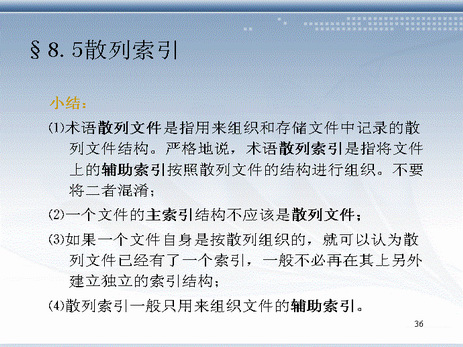 §8.5散列索引
小结：
⑴术语散列文件是指用来组织和存储文件中记录的散
列文件结构。严格地说，术语散列索引是指将文件
上的辅助索引按照散列文件的结构进行组织。不要
将二者混淆；
⑵一个文件的主索引结构不应该是散列文件；
⑶如果一个文件自身是按散列组织的，就可以认为散
列文件已经有了一个索引，一般不必再在其上另外
建立独立的索引结构；
⑷散列索引一般只用来组织文件的辅助索引。
36